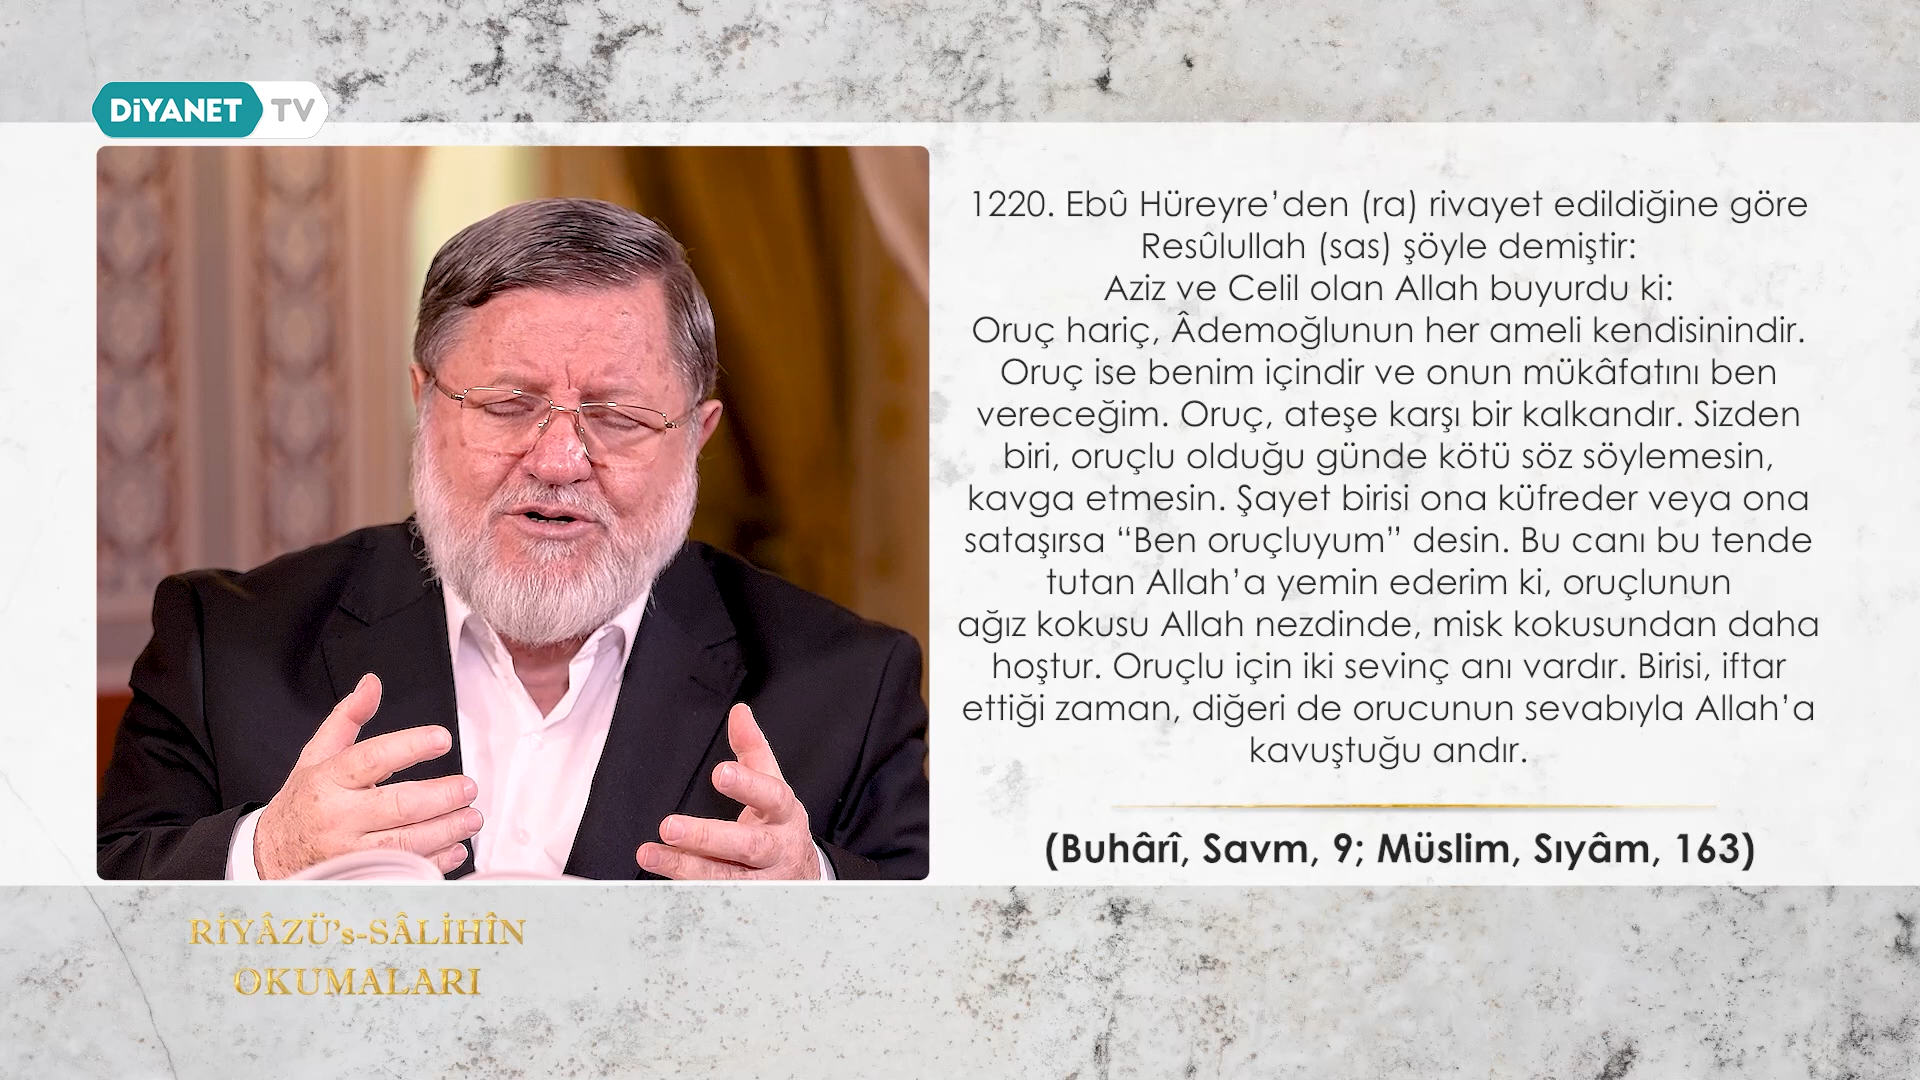 DİYANET TV
1220. Ebû Hüreyre’den (ra) rivayet edildiğine göre
Resûlullah (sas) şöyle demiştir:
Aziz ve Celil olan Allah buyurdu ki:
Oruç hariç, Âdemoğlunun her ameli kendisinindir.
Oruç ise benim içindir ve onun mükâfatını ben
vereceğim. Oruç, ateşe karşı bir kalkandır. Sizden
biri, oruçlu olduğu günde kötü söz söylemesin,
kavga etmesin. Şayet birisi ona küfreder veya ona
sataşırsa “Ben oruçluyum” desin. Bu canı bu tende
tutan Allah’a yemin ederim ki, oruçlunun
ağız kokusu Allah nezdinde, misk kokusundan daha
hoştur. Oruçlu için iki sevinç anı vardır. Birisi, iftar
ettiği zaman, diğeri de orucunun sevabıyla Allah’a
kavuştuğu andır.
(Buhârî, Savm, 9; Müslim, Sıyâm, 163)
RİYÂZÜ’s-SÂLİHÎN
OKUMALARI